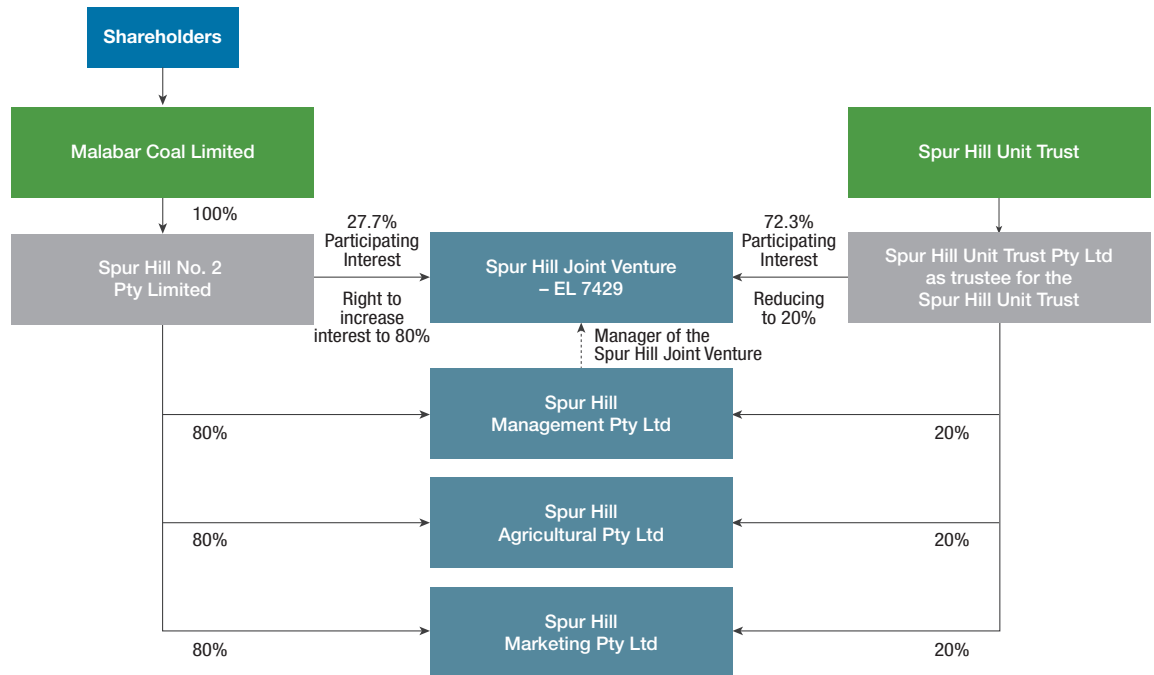 Shareholders
Malabar Coal Limited
Spur Hill Unit Trust
100%
27.7%
Participating
Interest
72.3%
Participating
Interest
Spur Hill No. 2
Pty Limited
Spur Hill Joint Venture
– EL 7429
Spur Hill Unit Trust Pty Ltd
as trustee for the
Spur Hill Unit Trust
Right to
increase
interest to 80%
Reducing
to 20%
Manager of the
Spur Hill Joint Venture
Spur Hill
Management Pty Ltd
80%
20%
Spur Hill
Agricultural Pty Ltd
80%
20%
Spur Hill
Marketing Pty Ltd
80%
20%